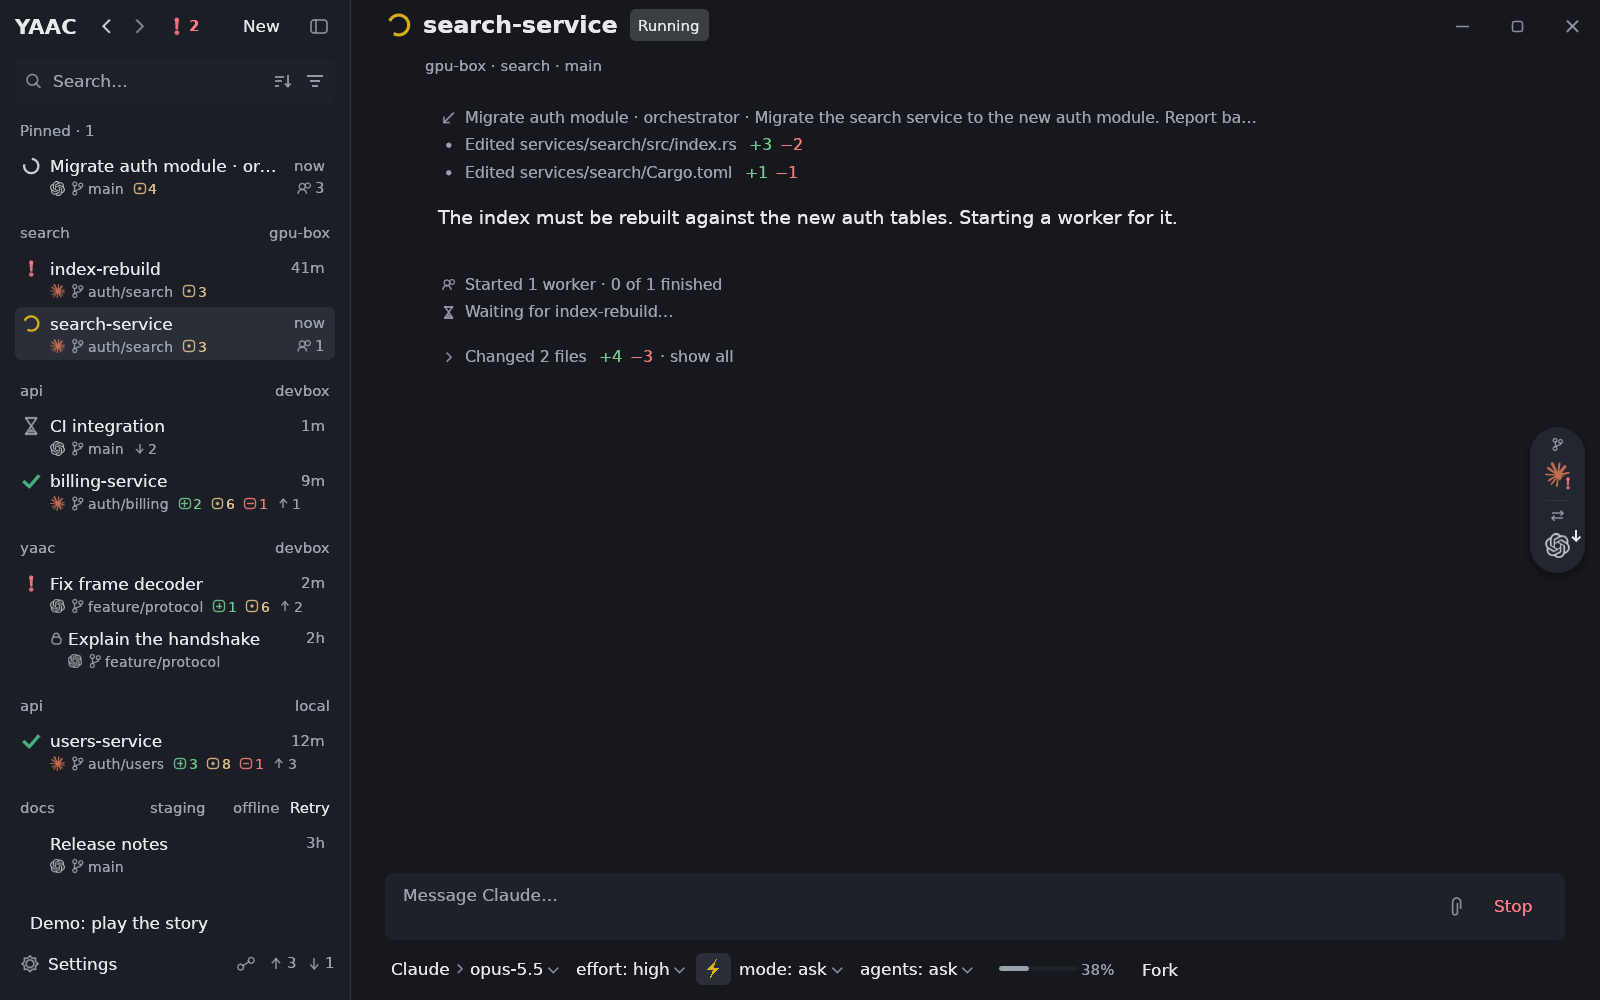 YAAC 2 New
Search…
Pinned · 1
Migrate auth module · or… now
main 4 3
search gpu-box
index-rebuild 41m
auth/search 3
search-service now
auth/search 3 1
api devbox
CI integration 1m
main ↓2
billing-service 9m
auth/billing 2 6 1 ↑1
yaac devbox
Fix frame decoder 2m
feature/protocol 1 6 ↑2
Explain the handshake 2h
feature/protocol
api local
users-service 12m
auth/users 3 8 1 ↑3
docs staging offline Retry
Release notes 3h
main
Demo: play the story
Settings ↑3 ↓1
search-service Running
gpu-box · search · main
Migrate auth module · orchestrator · Migrate the search service to the new auth module. Report ba…
• Edited services/search/src/index.rs +3 −2
• Edited services/search/Cargo.toml +1 −1
The index must be rebuilt against the new auth tables. Starting a worker for it.
Started 1 worker · 0 of 1 finished
Waiting for index-rebuild…
Changed 2 files +4 −3 · show all
Message Claude…
Stop
Claude > opus-5.5 effort: high mode: ask agents: ask 38% Fork